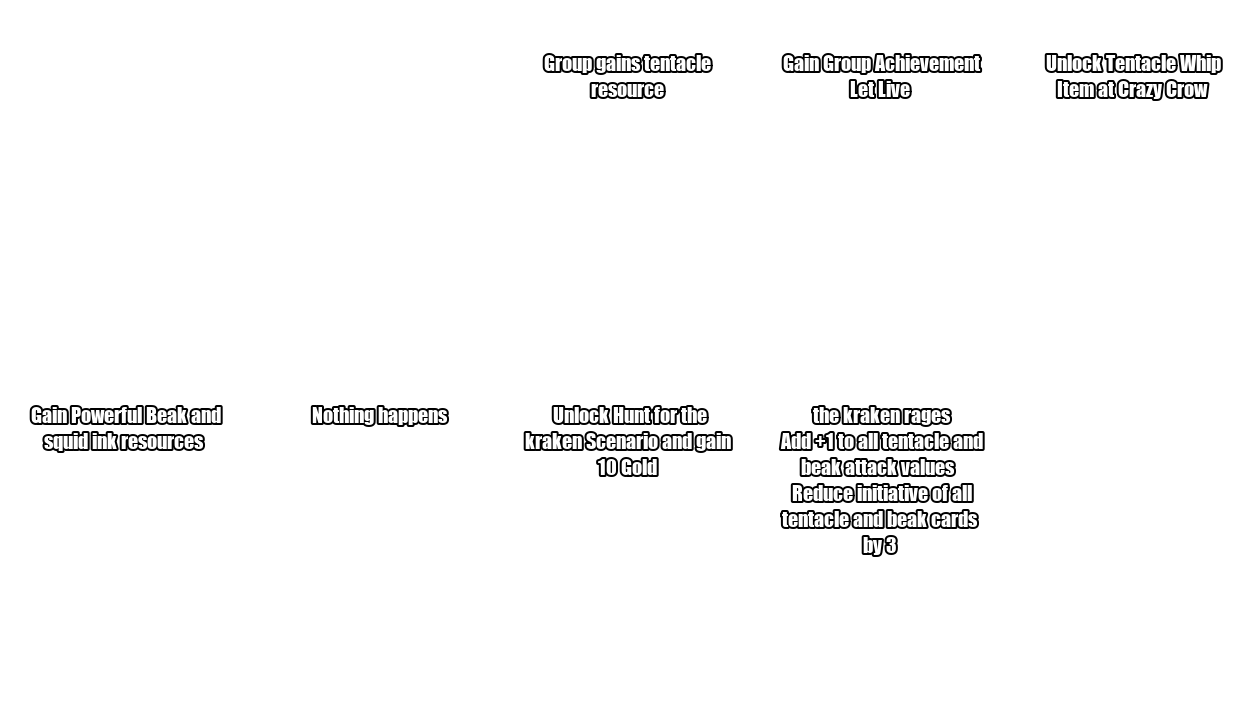 Group gains tentacle
resource
Gain Group Achievement
Let Live
Unlock Tentacle Whip
Item at Crazy Crow
Gain Powerful Beak and
squid ink resources
Nothing happens
Unlock Hunt for the
kraken Scenario and gain
10 Gold
the kraken rages
Add +1 to all tentacle and
beak attack values
Reduce initiative of all
tentacle and beak cards
by 3